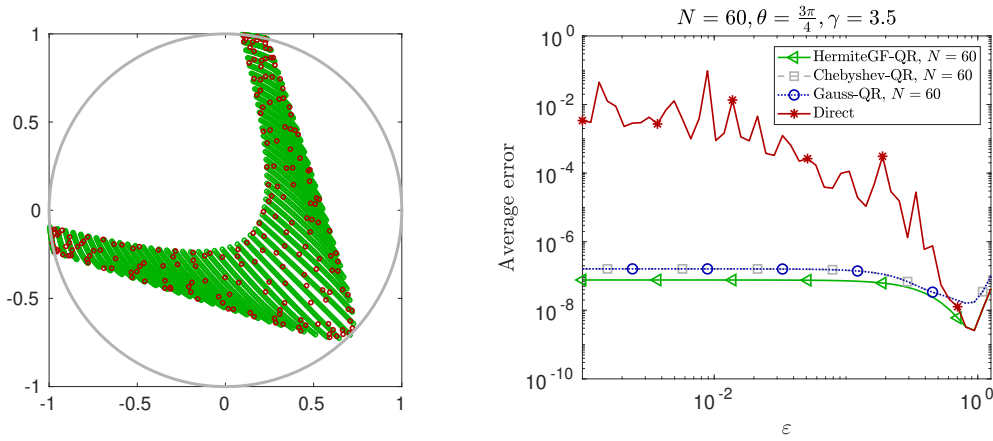 1
0.5
0
-0.5
-1
-1 -0.5 0 0.5 1
N = 60, θ = 3π/4, γ = 3.5
10^0
10^-2
10^-4
10^-6
10^-8
10^-10
Average error
HermiteGF-QR, N = 60
Chebyshev-QR, N = 60
Gauss-QR, N = 60
Direct
10^-2 10^0
ε